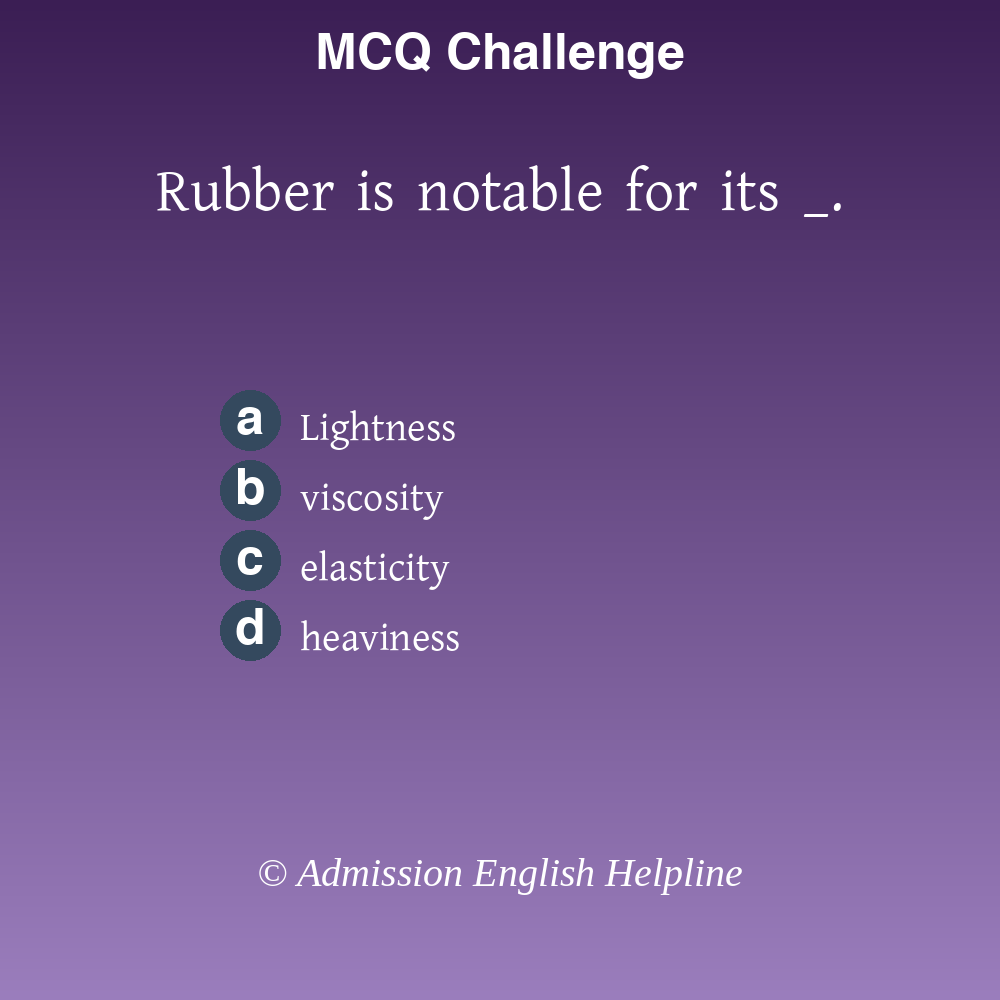 MCQ Challenge
Rubber is notable for its _.
a Lightness
b viscosity
c elasticity
d heaviness
© Admission English Helpline